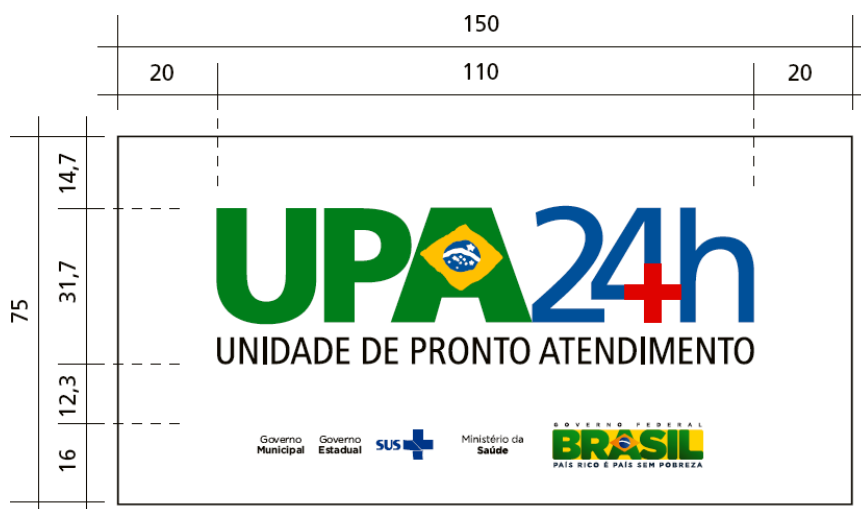 150
20 110 20
14,7
31,7
75
12,3
16
UPA24h
UNIDADE DE PRONTO ATENDIMENTO
Governo Municipal
Governo Estadual
SUS
Ministério da Saúde
GOVERNO FEDERAL
BRASIL
PAÍS RICO É PAÍS SEM POBREZA